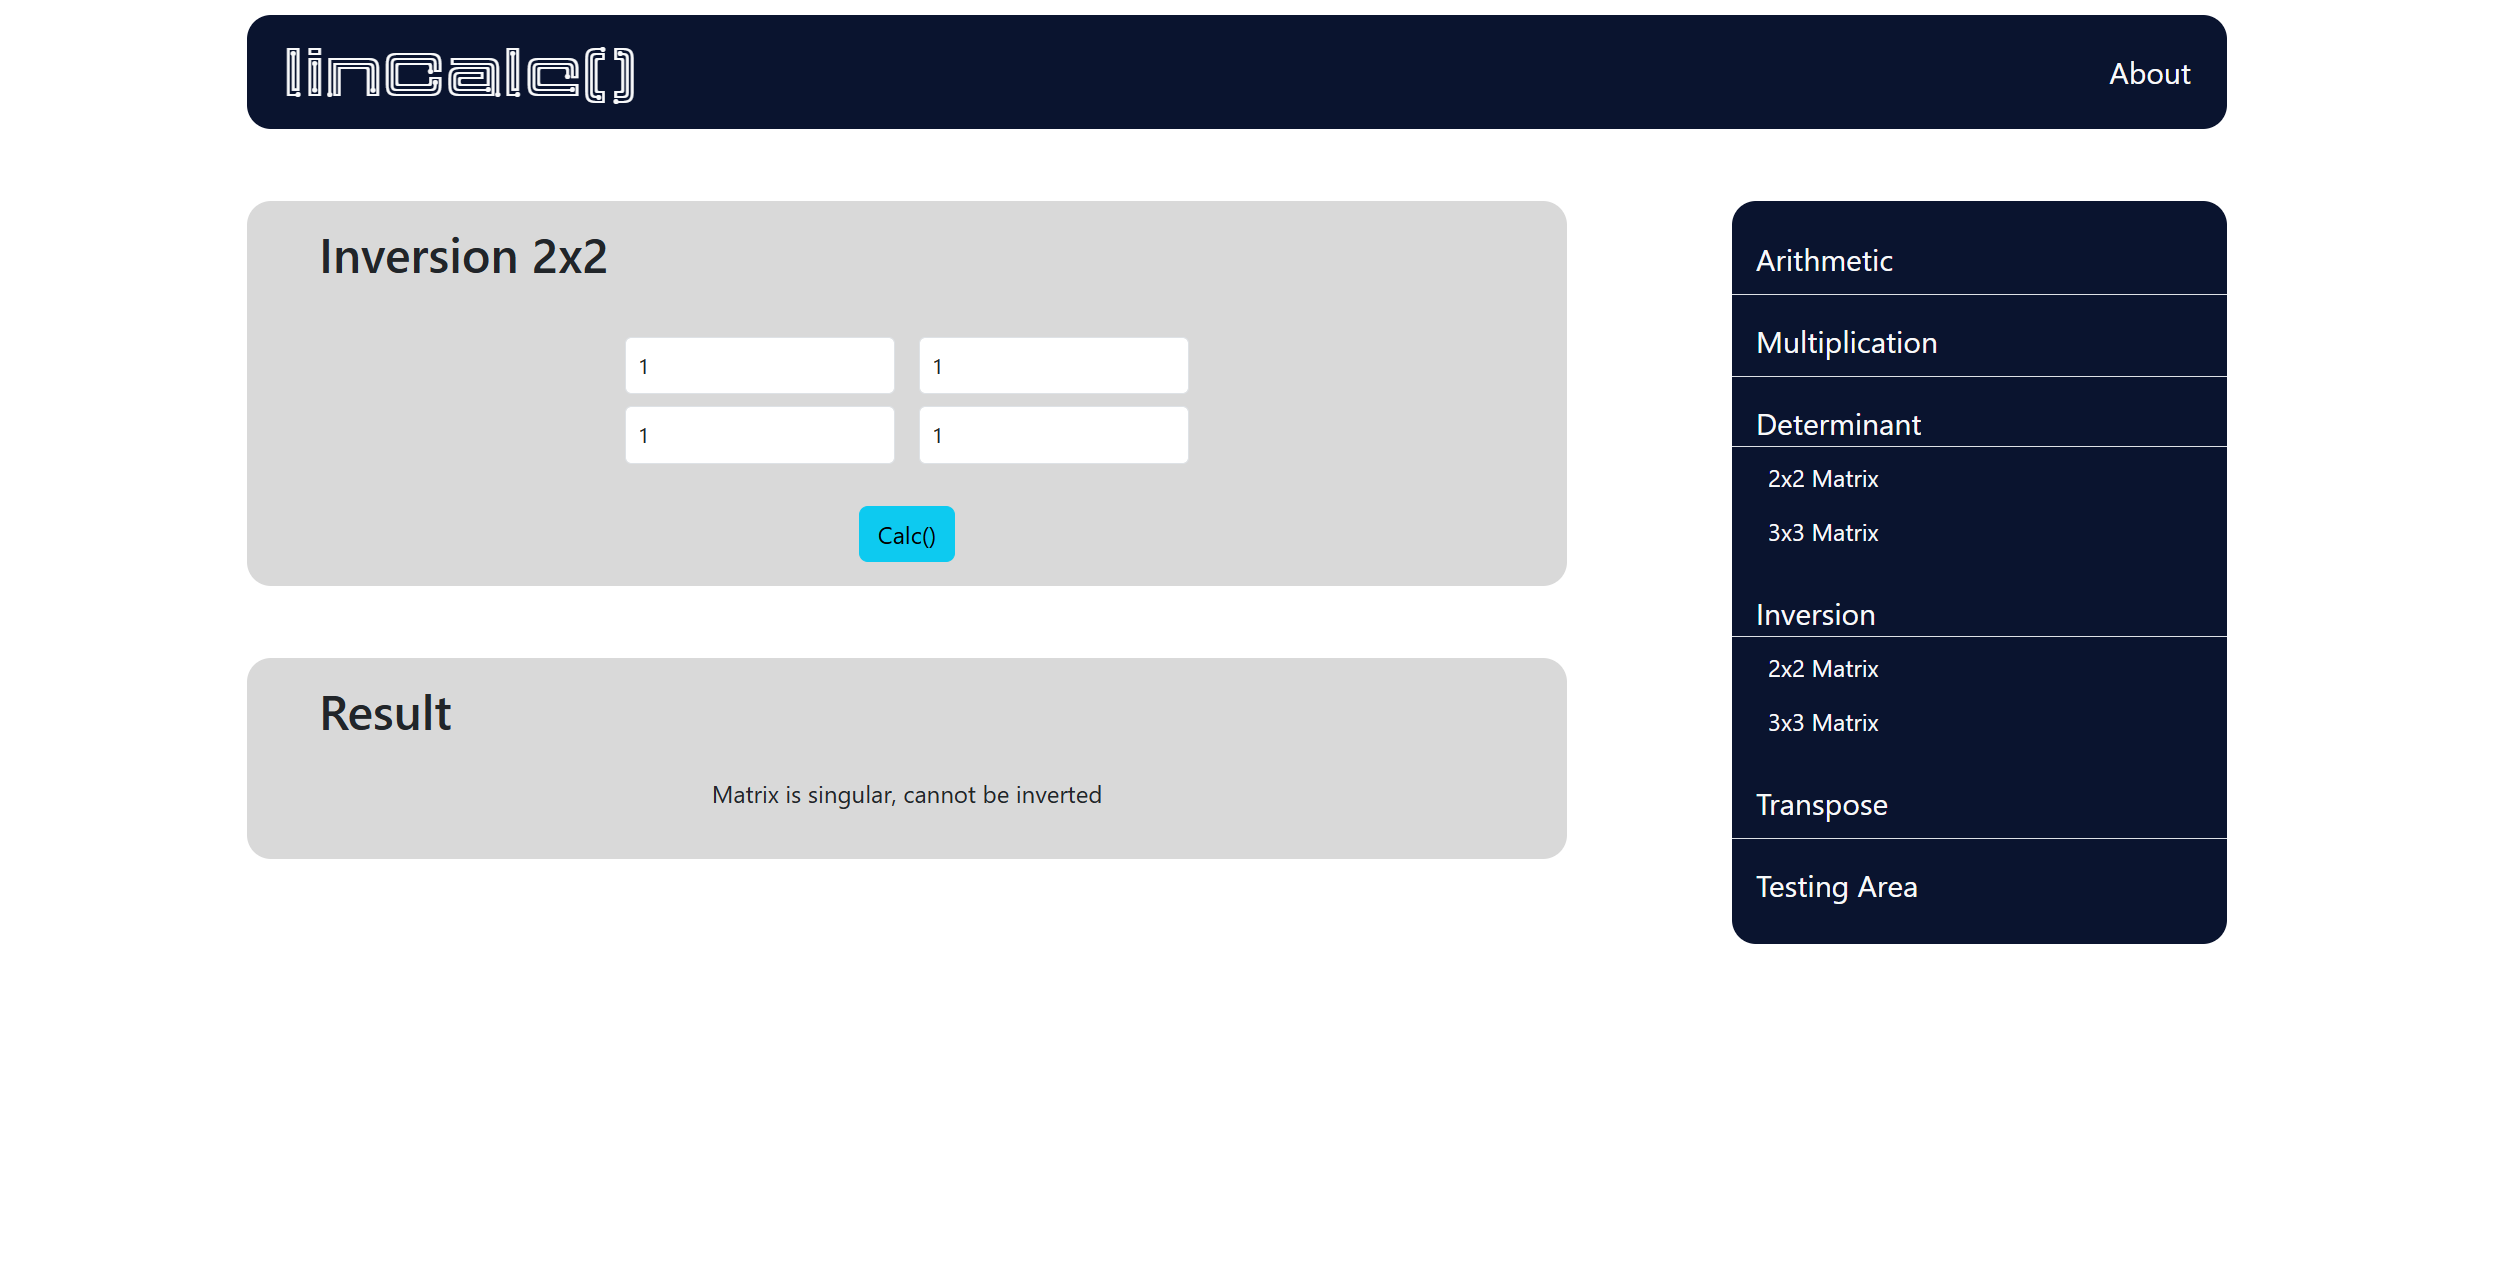 linCalc()
About
Inversion 2x2
1 1
1 1
Calc()
Result
Matrix is singular, cannot be inverted
Arithmetic
Multiplication
Determinant
2x2 Matrix
3x3 Matrix
Inversion
2x2 Matrix
3x3 Matrix
Transpose
Testing Area